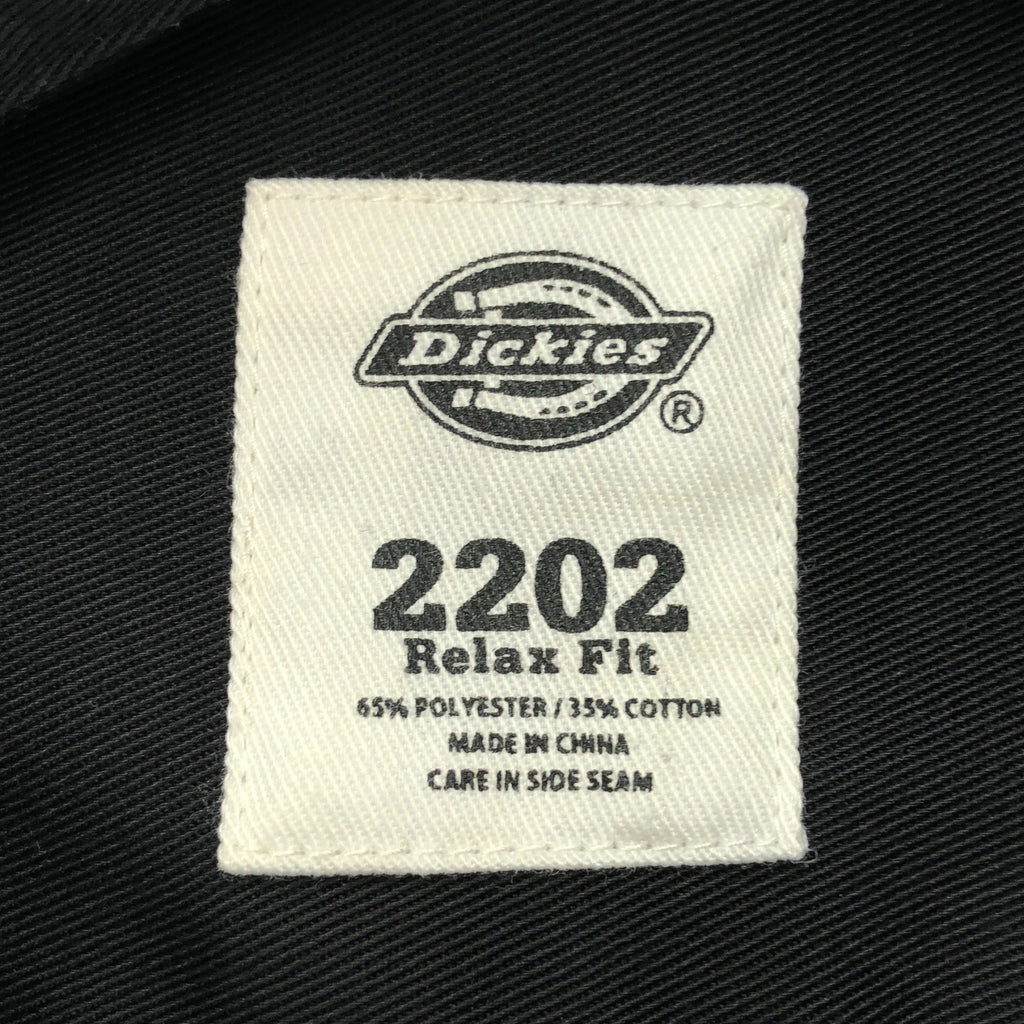 Dickies
®
2202
Relax Fit
65% POLYESTER / 35% COTTON
MADE IN CHINA
CARE IN SIDE SEAM